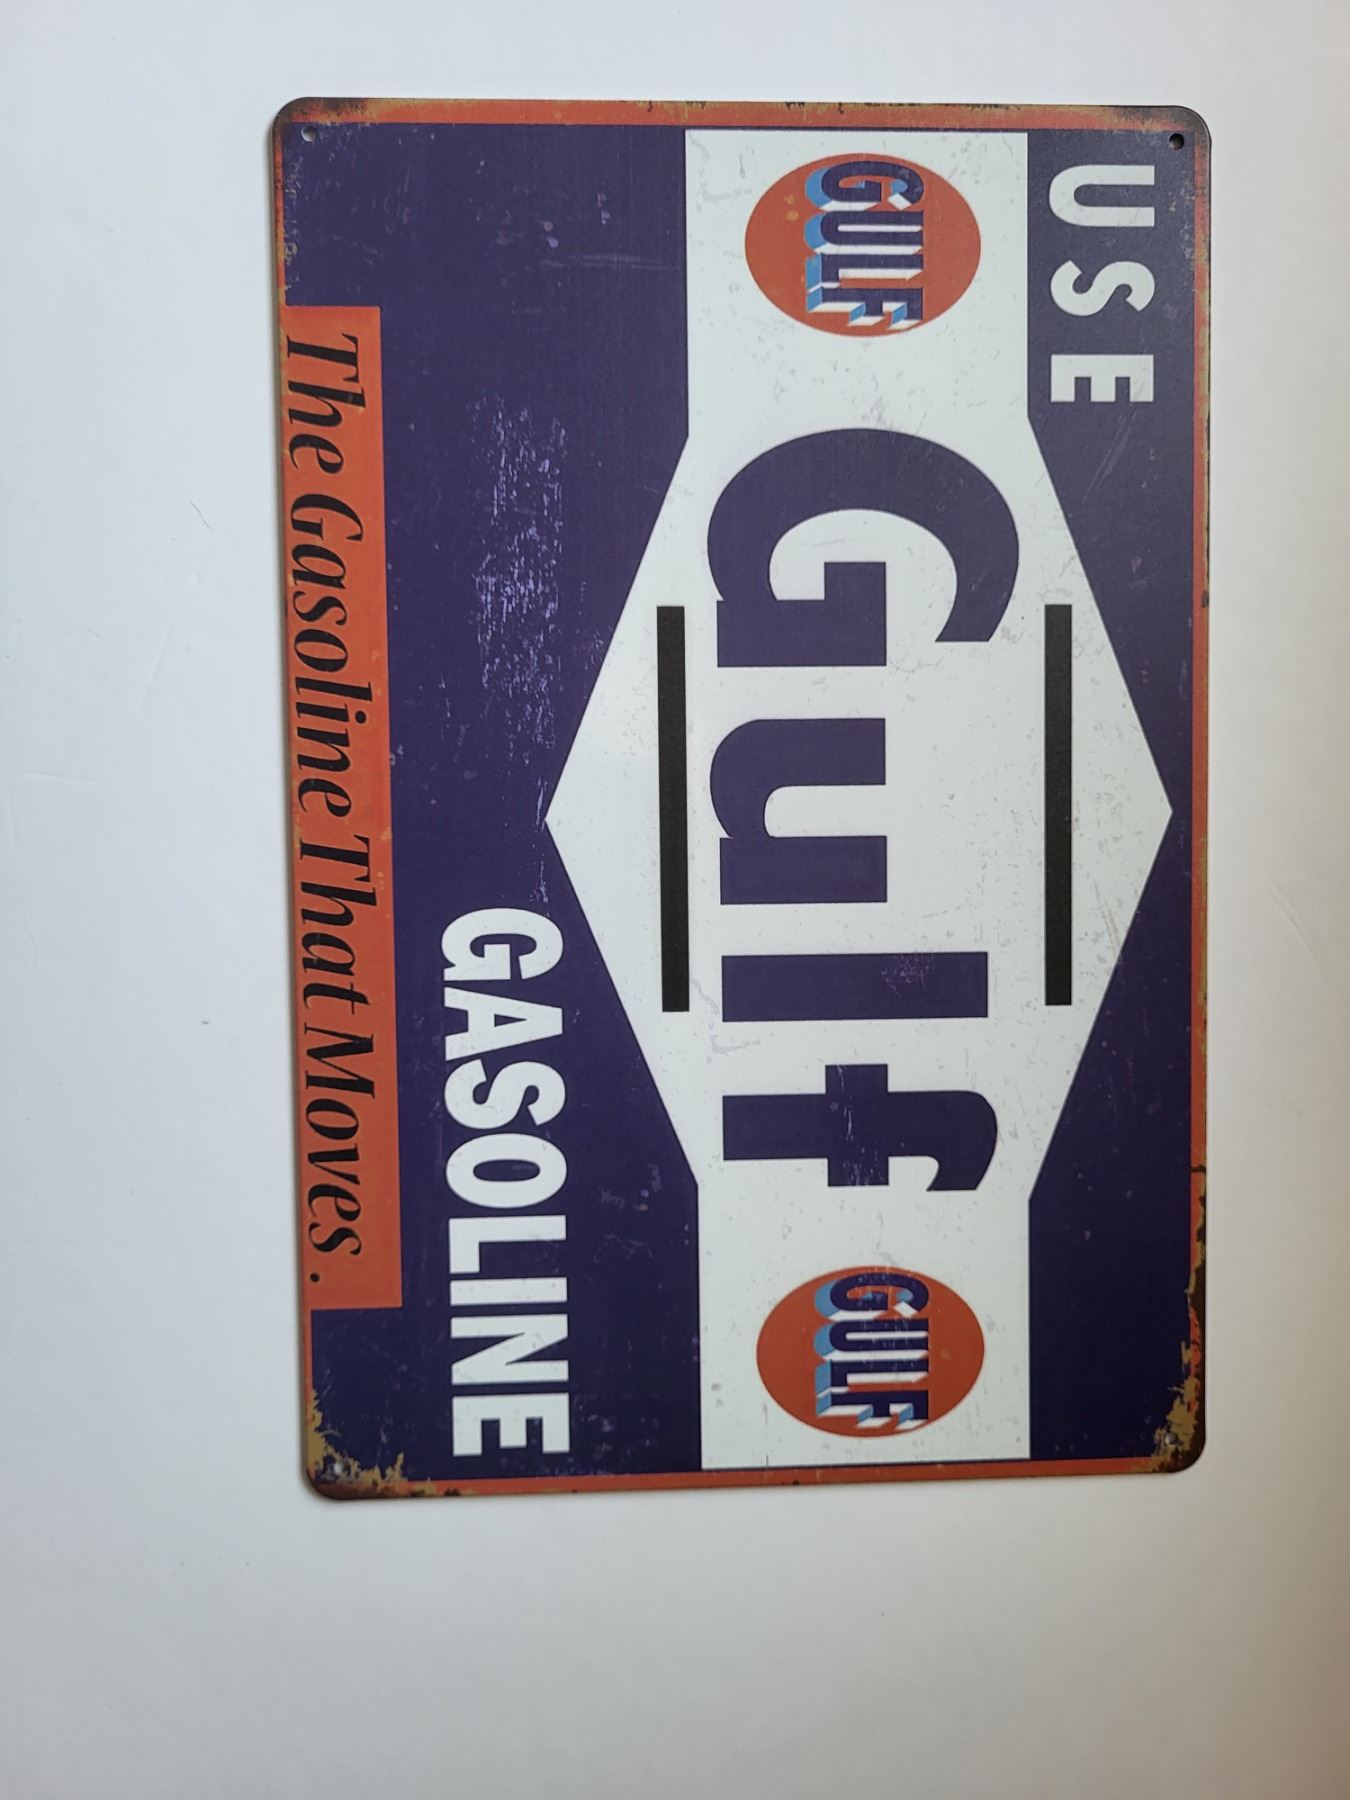 USE
GULF Gulf GULF
GASOLINE
The Gasoline That Moves.